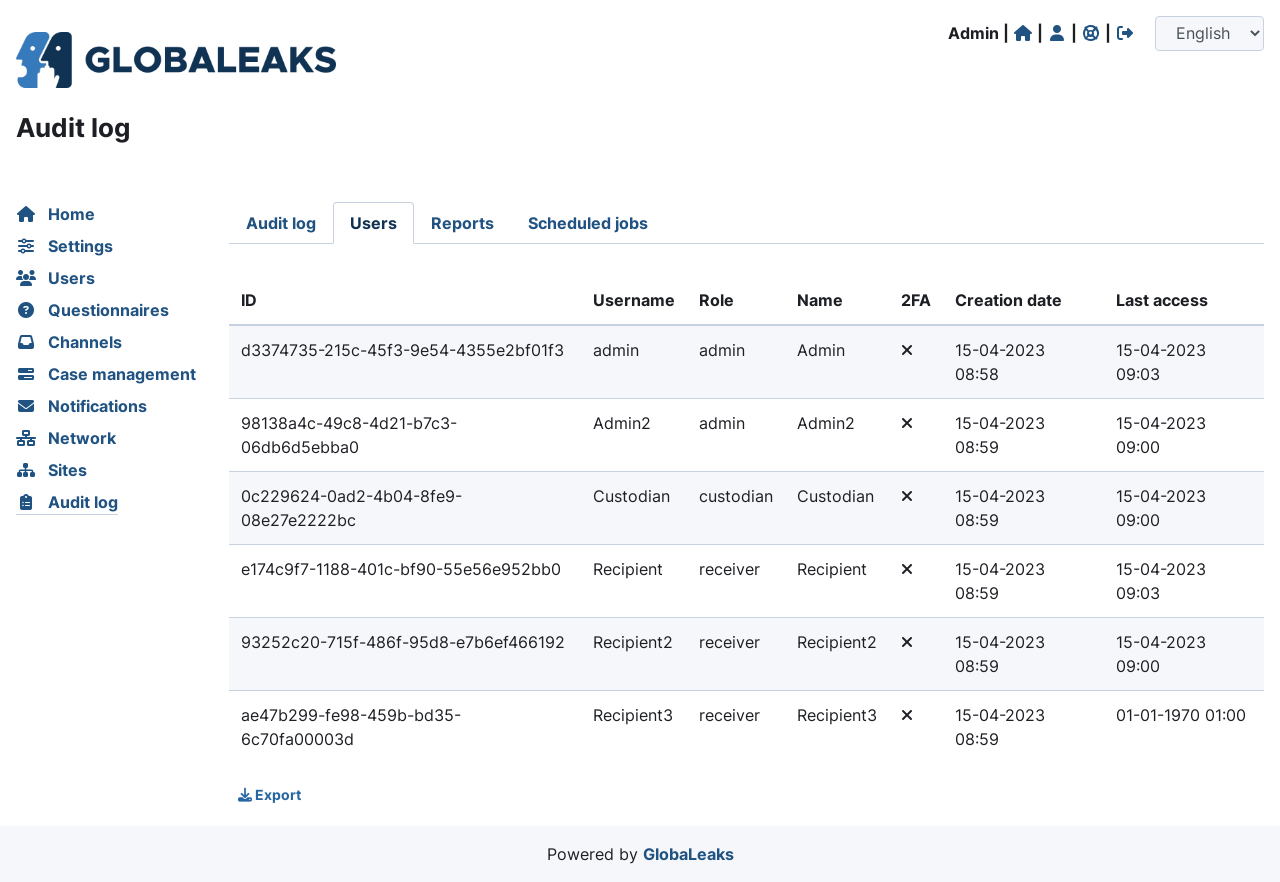 GLOBALEAKS
Admin | | | |
English
Audit log
Home
Settings
Users
Questionnaires
Channels
Case management
Notifications
Network
Sites
Audit log
Audit log Users Reports Scheduled jobs
ID Username Role Name 2FA Creation date Last access
d3374735-215c-45f3-9e54-4355e2bf01f3 admin admin Admin 15-04-2023 15-04-2023
08:58 09:03
98138a4c-49c8-4d21-b7c3- Admin2 admin Admin2 15-04-2023 15-04-2023
06db6d5ebba0 08:59 09:00
0c229624-0ad2-4b04-8fe9- Custodian custodian Custodian 15-04-2023 15-04-2023
08e27e2222bc 08:59 09:00
e174c9f7-1188-401c-bf90-55e56e952bb0 Recipient receiver Recipient 15-04-2023 15-04-2023
08:59 09:03
93252c20-715f-486f-95d8-e7b6ef466192 Recipient2 receiver Recipient2 15-04-2023 15-04-2023
08:59 09:00
ae47b299-fe98-459b-bd35- Recipient3 receiver Recipient3 15-04-2023 01-01-1970 01:00
6c70fa00003d 08:59
Export
Powered by GlobaLeaks